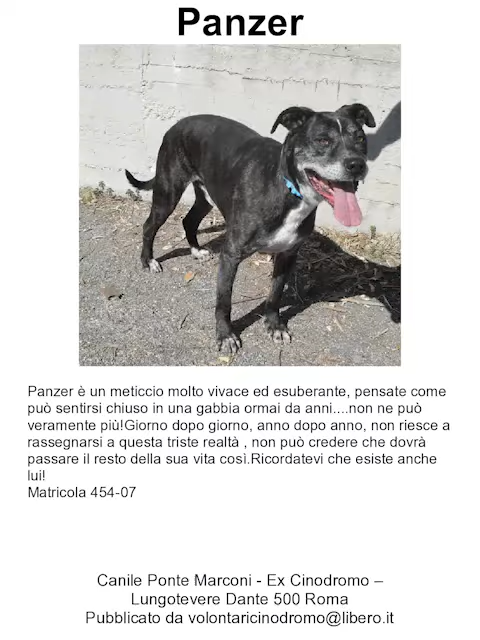 Panzer
Panzer è un meticcio molto vivace ed esuberante, pensate come
può sentirsi chiuso in una gabbia ormai da anni....non ne può
veramente più!Giorno dopo giorno, anno dopo anno, non riesce a
rassegnarsi a questa triste realtà , non può credere che dovrà
passare il resto della sua vita così.Ricordatevi che esiste anche
lui!
Matricola 454-07
Canile Ponte Marconi - Ex Cinodromo –
Lungotevere Dante 500 Roma
Pubblicato da volontaricinodromo@libero.it